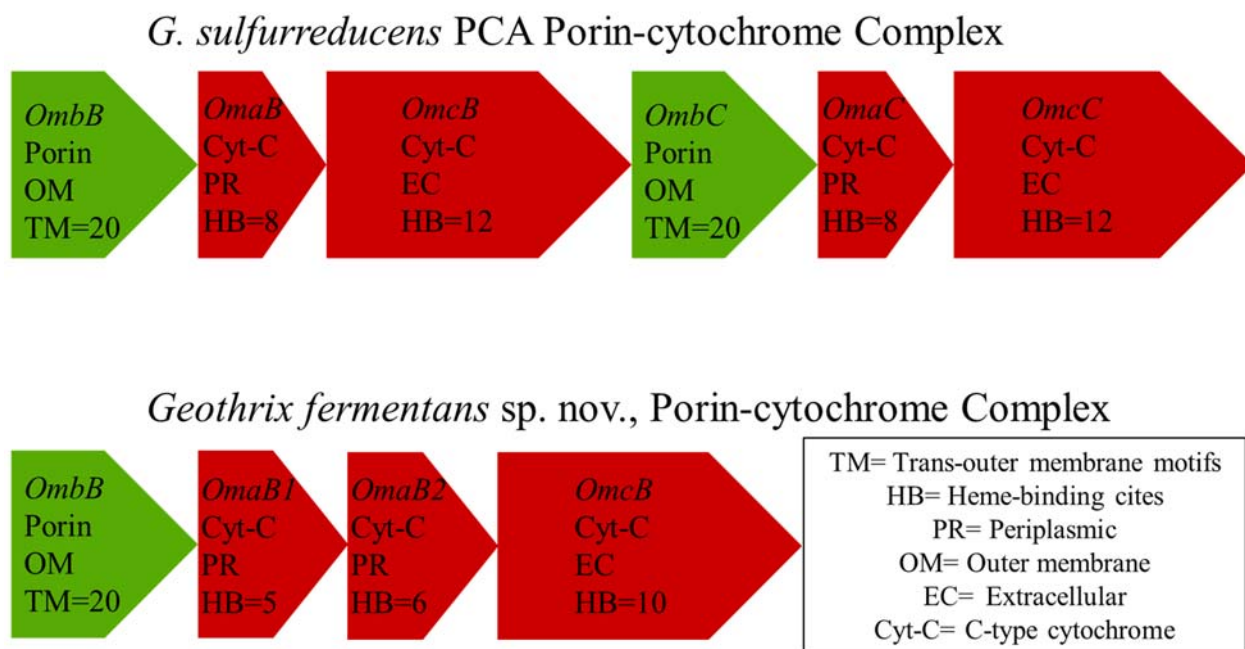 G. sulfurreducens PCA Porin-cytochrome Complex
OmbB
Porin
OM
TM=20
OmaB
Cyt-C
PR
HB=8
OmcB
Cyt-C
EC
HB=12
OmbC
Porin
OM
TM=20
OmaC
Cyt-C
PR
HB=8
OmcC
Cyt-C
EC
HB=12
Geothrix fermentans sp. nov., Porin-cytochrome Complex
OmbB
Porin
OM
TM=20
OmaB1
Cyt-C
PR
HB=5
OmaB2
Cyt-C
PR
HB=6
OmcB
Cyt-C
EC
HB=10
TM= Trans-outer membrane motifs
HB= Heme-binding cites
PR= Periplasmic
OM= Outer membrane
EC= Extracellular
Cyt-C= C-type cytochrome